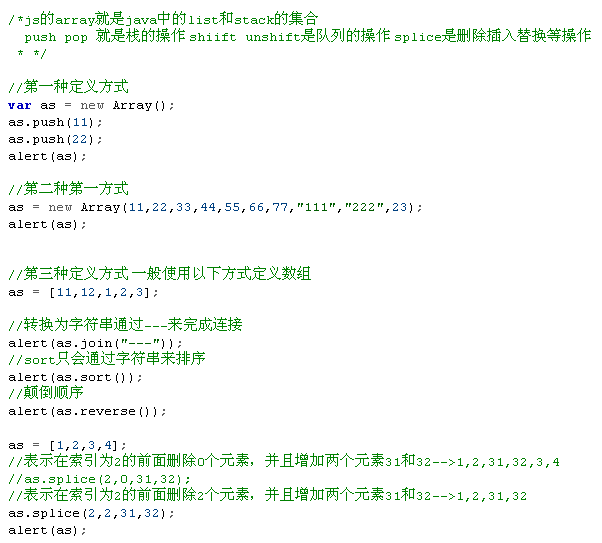 /*js的array就是java中的list和stack的集合
push pop 就是栈的操作 shiift unshift是队列的操作 splice是删除插入替换等操作
* */
//第一种定义方式
var as = new Array();
as.push(11);
as.push(22);
alert(as);
//第二种第一方式
as = new Array(11,22,33,44,55,66,77,"111","222",23);
alert(as);
//第三种定义方式 一般使用以下方式定义数组
as = [11,12,1,2,3];
//转换为字符串通过---来完成连接
alert(as.join("---"));
//sort只会通过字符串来排序
alert(as.sort());
//颠倒顺序
alert(as.reverse());
as = [1,2,3,4];
//表示在索引为2的前面删除0个元素，并且增加两个元素31和32-->1,2,31,32,3,4
//as.splice(2,0,31,32);
//表示在索引为2的前面删除2个元素，并且增加两个元素31和32-->1,2,31,32
as.splice(2,2,31,32);
alert(as);